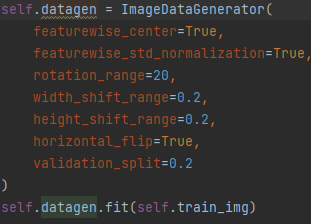 self.datagen = ImageDataGenerator(
    featurewise_center=True,
    featurewise_std_normalization=True,
    rotation_range=20,
    width_shift_range=0.2,
    height_shift_range=0.2,
    horizontal_flip=True,
    validation_split=0.2
)
self.datagen.fit(self.train_img)